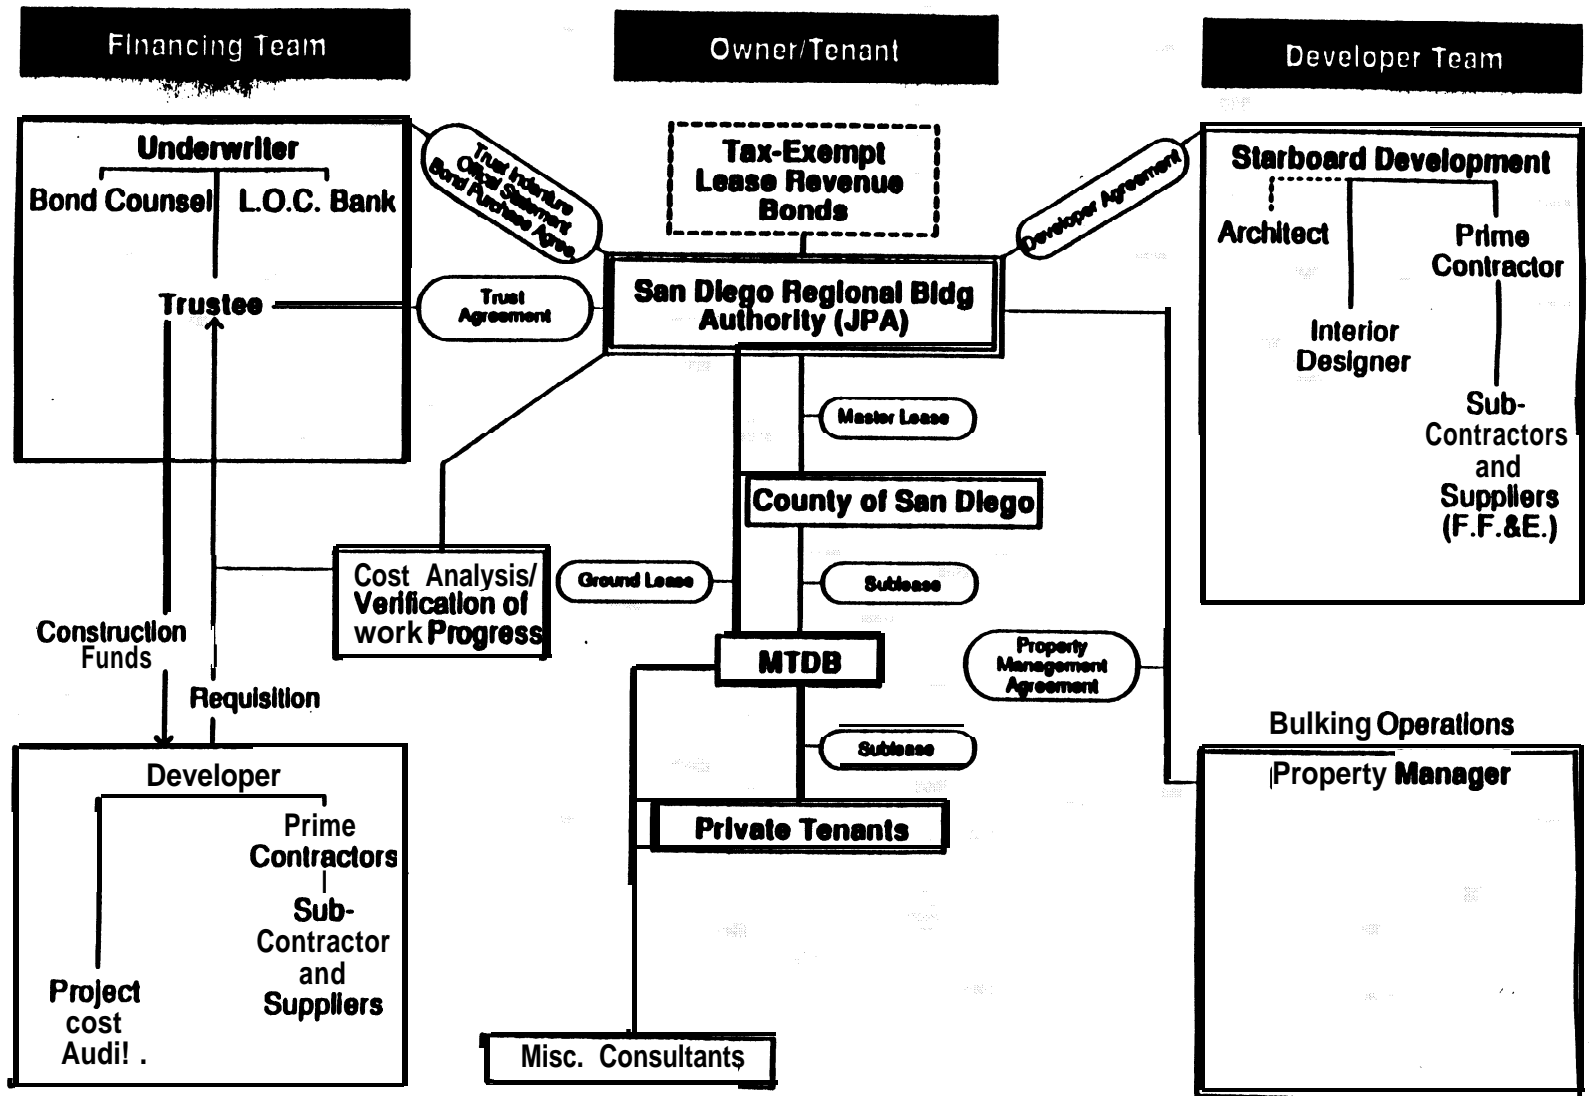 Financing Team
Owner/Tenant
Developer Team
Underwriter
Bond Counsel
L.O.C. Bank
Trustee
Trust Indenture
Official Statement
Bond Purchase Agree
Trust
Agreement
Tax-Exempt
Lease Revenue
Bonds
San Diego Regional Bldg
Authority (JPA)
Developer Agreement
Starboard Development
Architect
Prime
Contractor
Interior
Designer
Sub-
Contractors
and
Suppliers
(F.F.&E.)
Master Lease
County of San Diego
Ground Lease
Sublease
Cost Analysis/
Verification of
work Progress
Construction
Funds
Requisition
MTDB
Property
Management
Agreement
Sublease
Private Tenants
Misc. Consultants
Developer
Prime
Contractors
Sub-
Contractor
and
Suppliers
Project
cost
Audi! .
Bulking Operations
Property Manager